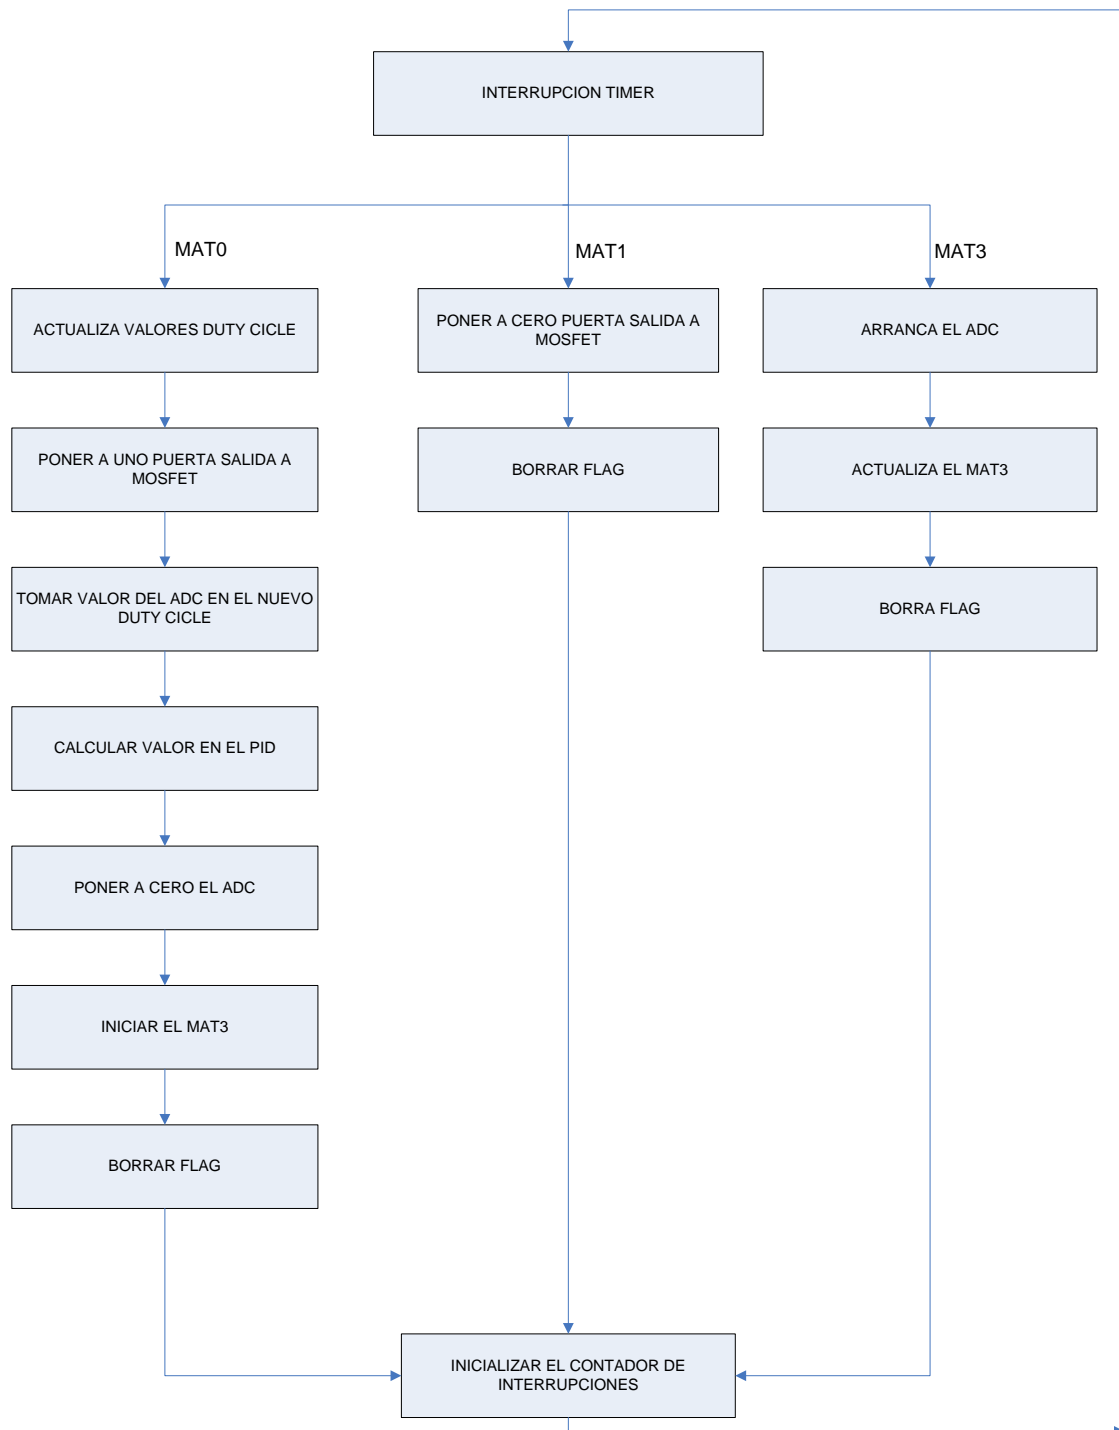 INTERRUPCION TIMER
MAT0
MAT1
MAT3
ACTUALIZA VALORES DUTY CICLE
PONER A CERO PUERTA SALIDA A
MOSFET
ARRANCA EL ADC
PONER A UNO PUERTA SALIDA A
MOSFET
BORRAR FLAG
ACTUALIZA EL MAT3
TOMAR VALOR DEL ADC EN EL NUEVO
DUTY CICLE
BORRA FLAG
CALCULAR VALOR EN EL PID
PONER A CERO EL ADC
INICIAR EL MAT3
BORRAR FLAG
INICIALIZAR EL CONTADOR DE
INTERRUPCIONES